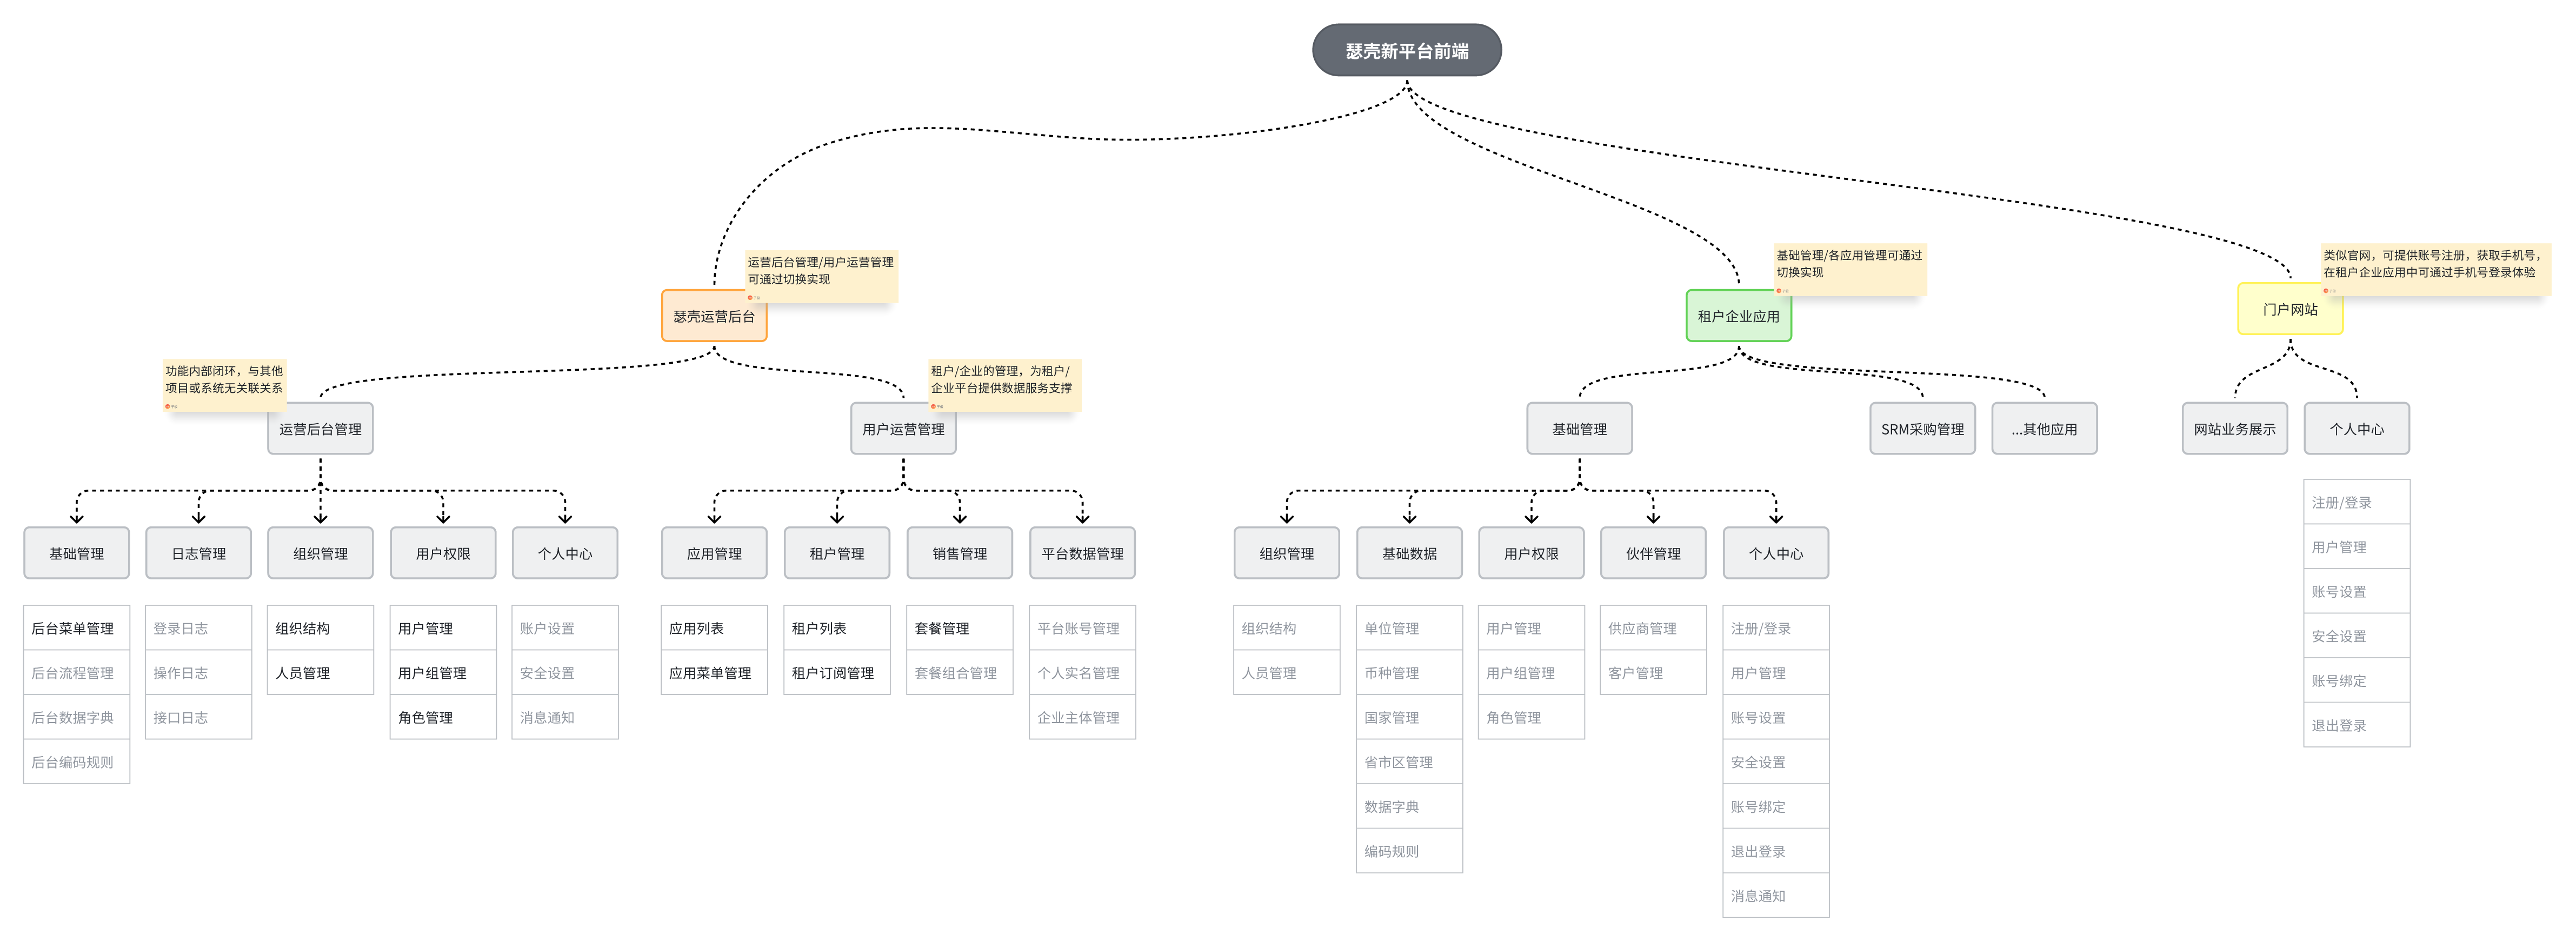 瑟壳新平台前端
运营后台管理/用户运营管理
可通过切换实现
瑟壳运营后台
基础管理/各应用管理可通过
切换实现
租户企业应用
类似官网，可提供账号注册，获取手机号，
在租户企业应用中可通过手机号登录体验
门户网站
功能内部闭环，与其他
项目或系统无关联关系
运营后台管理
租户/企业的管理，为租户/
企业平台提供数据服务支撑
用户运营管理
基础管理
SRM采购管理
...其他应用
网站业务展示
个人中心
基础管理
日志管理
组织管理
用户权限
个人中心
应用管理
租户管理
销售管理
平台数据管理
组织管理
基础数据
用户权限
伙伴管理
个人中心
后台菜单管理
后台流程管理
后台数据字典
后台编码规则
登录日志
操作日志
接口日志
组织结构
人员管理
用户管理
用户组管理
角色管理
账户设置
安全设置
消息通知
应用列表
应用菜单管理
租户列表
租户订阅管理
套餐管理
套餐组合管理
平台账号管理
个人实名管理
企业主体管理
组织结构
人员管理
单位管理
币种管理
国家管理
省市区管理
数据字典
编码规则
用户管理
用户组管理
角色管理
供应商管理
客户管理
注册/登录
用户管理
账号设置
安全设置
账号绑定
退出登录
消息通知
注册/登录
用户管理
账号设置
安全设置
账号绑定
退出登录